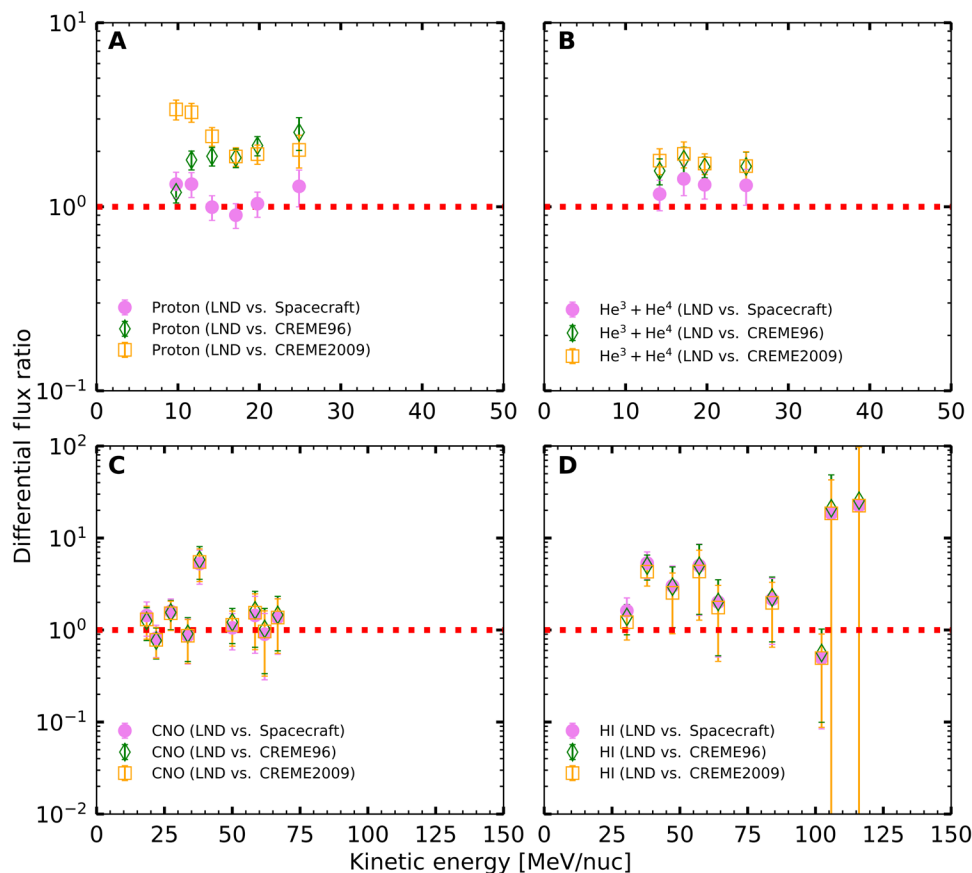 Differential flux ratio
A
10¹
10⁰
10⁻¹
Proton (LND vs. Spacecraft)
Proton (LND vs. CREME96)
Proton (LND vs. CREME2009)
0 10 20 30 40 50
B
He³ + He⁴ (LND vs. Spacecraft)
He³ + He⁴ (LND vs. CREME96)
He³ + He⁴ (LND vs. CREME2009)
0 10 20 30 40 50
C
10²
10¹
10⁰
10⁻¹
10⁻²
CNO (LND vs. Spacecraft)
CNO (LND vs. CREME96)
CNO (LND vs. CREME2009)
0 25 50 75 100 125
D
HI (LND vs. Spacecraft)
HI (LND vs. CREME96)
HI (LND vs. CREME2009)
0 25 50 75 100 125 150
Kinetic energy [MeV/nuc]